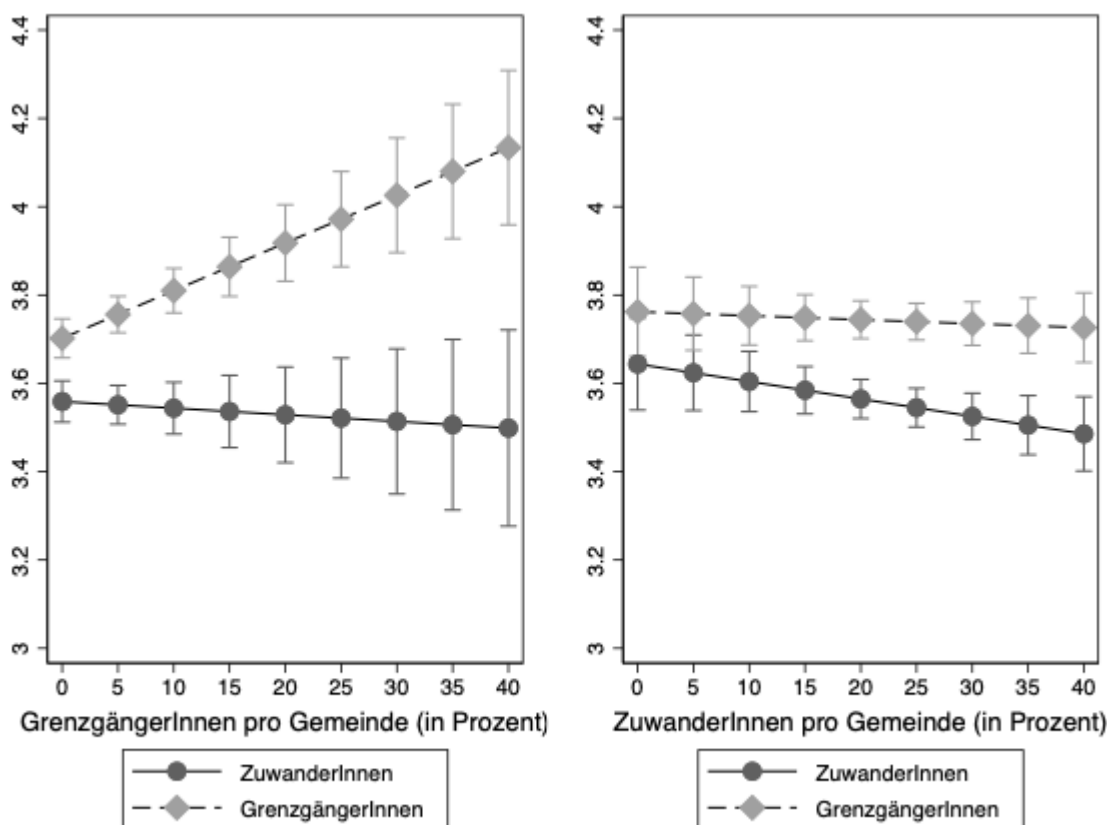 4.4
4.2
4
3.8
3.6
3.4
3.2
3
0 5 10 15 20 25 30 35 40
GrenzgängerInnen pro Gemeinde (in Prozent)
ZuwanderInnen
GrenzgängerInnen
4.4
4.2
4
3.8
3.6
3.4
3.2
3
0 5 10 15 20 25 30 35 40
ZuwanderInnen pro Gemeinde (in Prozent)
ZuwanderInnen
GrenzgängerInnen